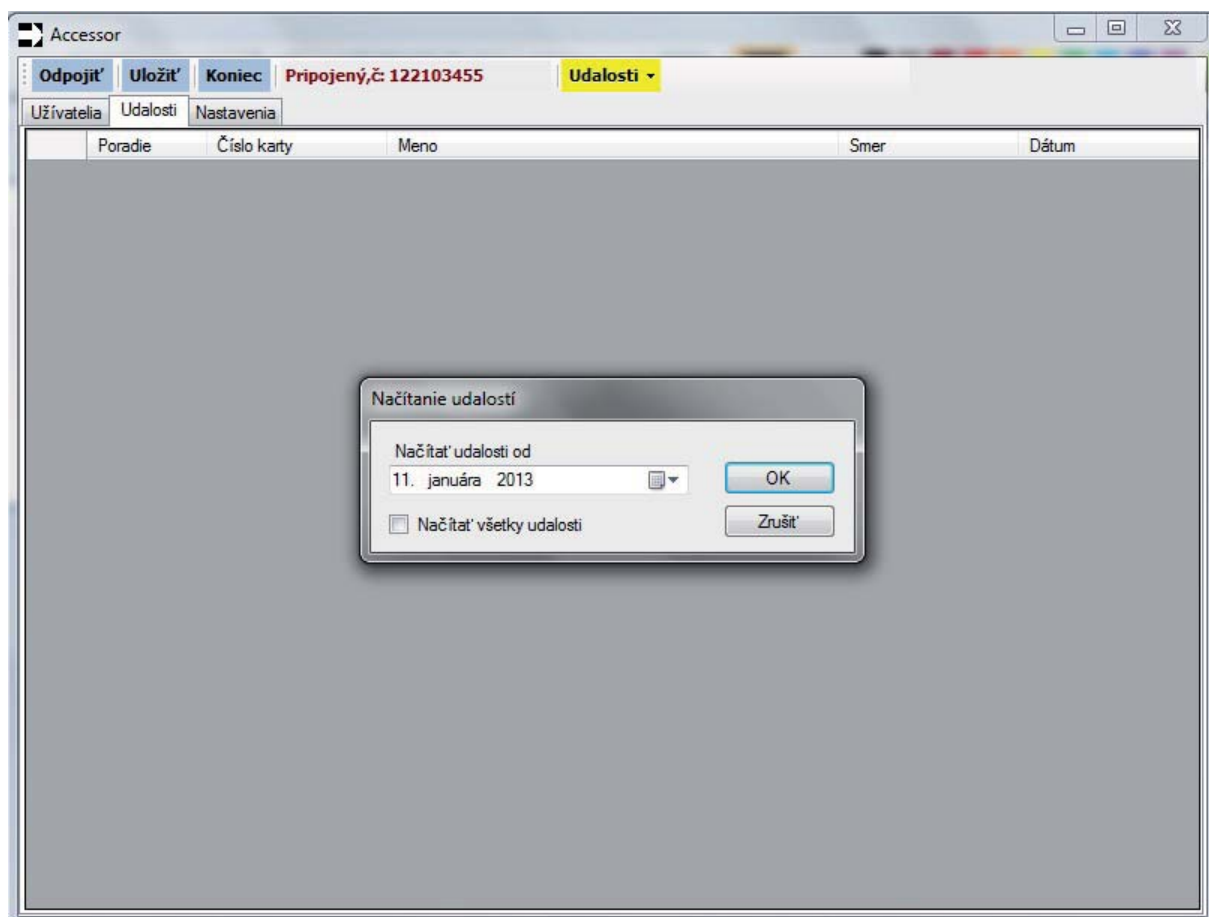 Accessor
Odpojiť Uložiť Koniec Pripojený,č: 122103455 Udalosti
Užívatelia Udalosti Nastavenia
Poradie Číslo karty Meno Smer Dátum
Načítanie udalostí
Načítať udalosti od
11. januára 2013 OK
Načítať všetky udalosti Zrušiť